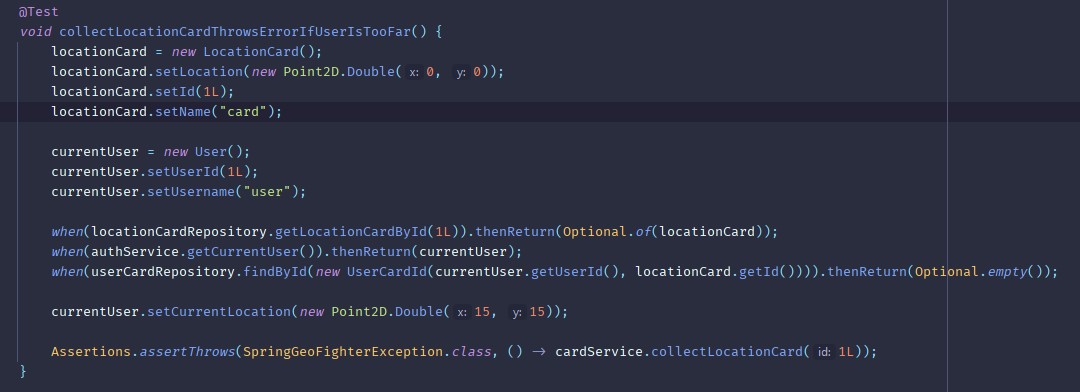 @Test
void collectLocationCardThrowsErrorIfUserIsTooFar() {
locationCard = new LocationCard();
locationCard.setLocation(new Point2D.Double( x: 0, y: 0));
locationCard.setId(1L);
locationCard.setName("card");
currentUser = new User();
currentUser.setUserId(1L);
currentUser.setUsername("user");
when(locationCardRepository.getLocationCardById(1L)).thenReturn(Optional.of(locationCard));
when(authService.getCurrentUser()).thenReturn(currentUser);
when(userCardRepository.findById(new UserCardId(currentUser.getUserId(), locationCard.getId()))).thenReturn(Optional.empty());
currentUser.setCurrentLocation(new Point2D.Double( x: 15, y: 15));
Assertions.assertThrows(SpringGeoFighterException.class, () → cardService.collectLocationCard( id: 1L));
}